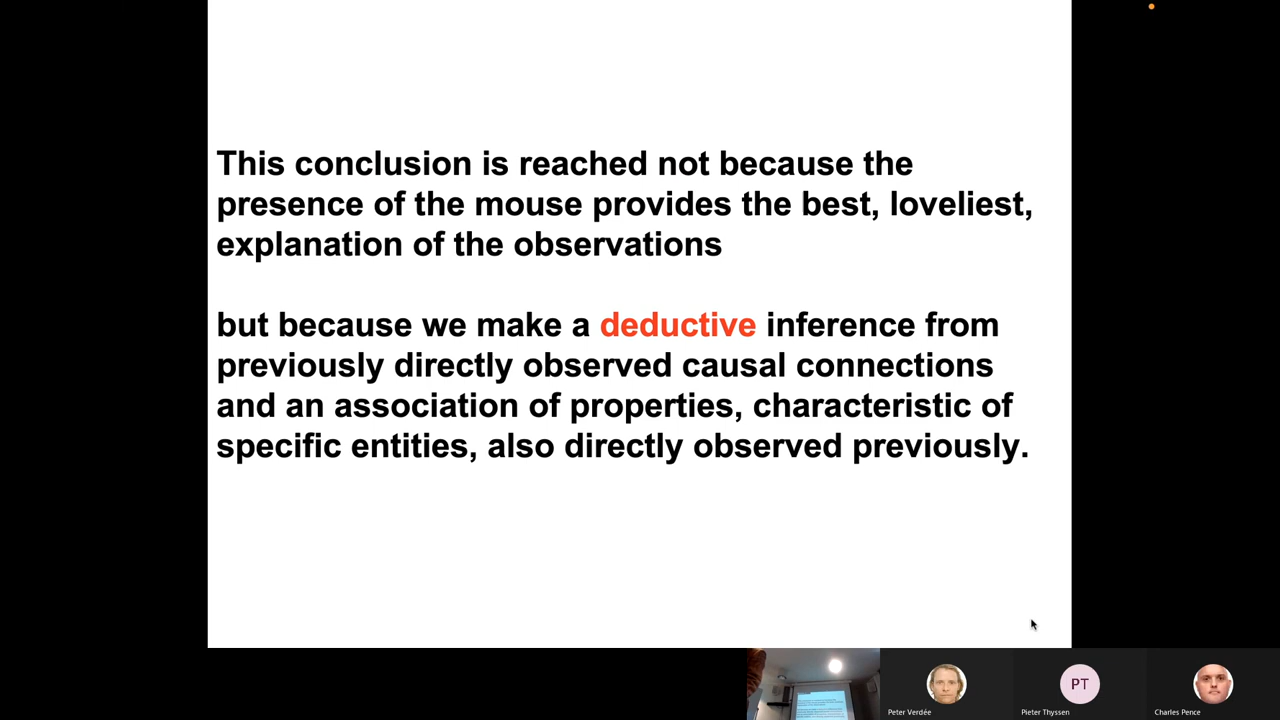 This conclusion is reached not because the
presence of the mouse provides the best, loveliest,
explanation of the observations
but because we make a deductive inference from
previously directly observed causal connections
and an association of properties, characteristic of
specific entities, also directly observed previously.
PT
Peter Verdée
Pieter Thyssen
Charles Pence